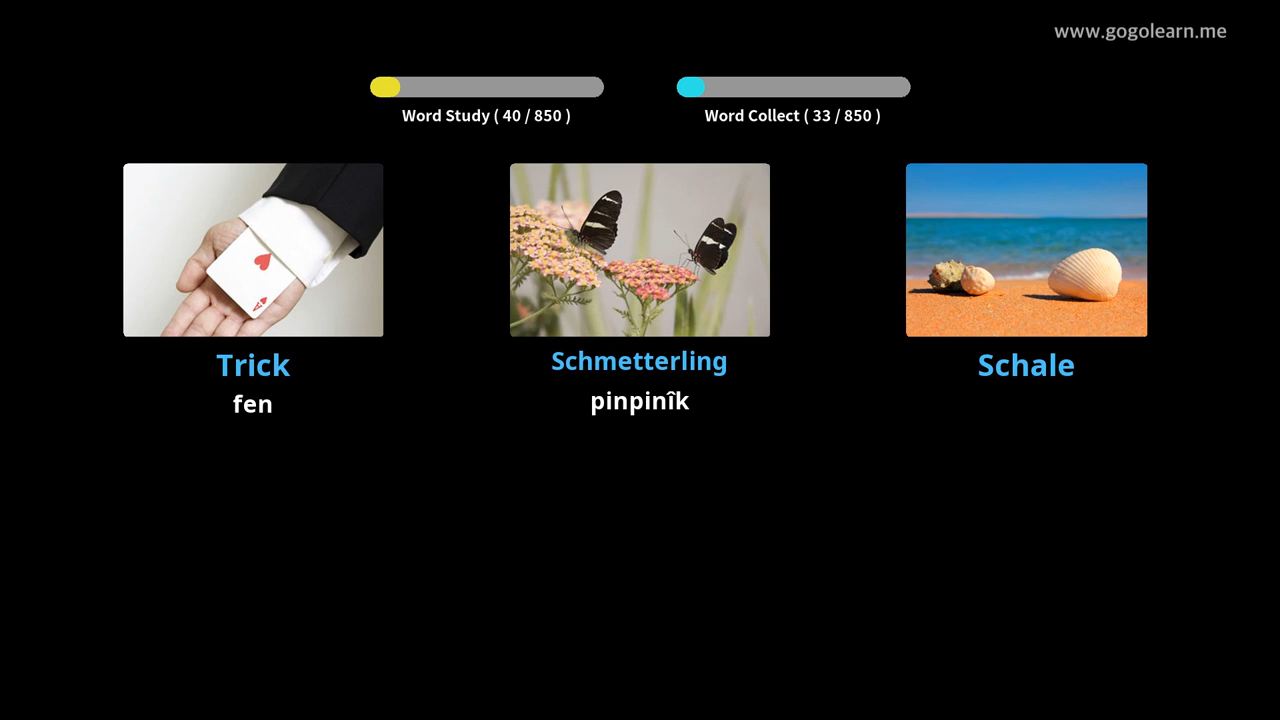 www.gogolearn.me
Word Study ( 40 / 850 )
Word Collect ( 33 / 850 )
Trick
fen
Schmetterling
pinpinîk
Schale